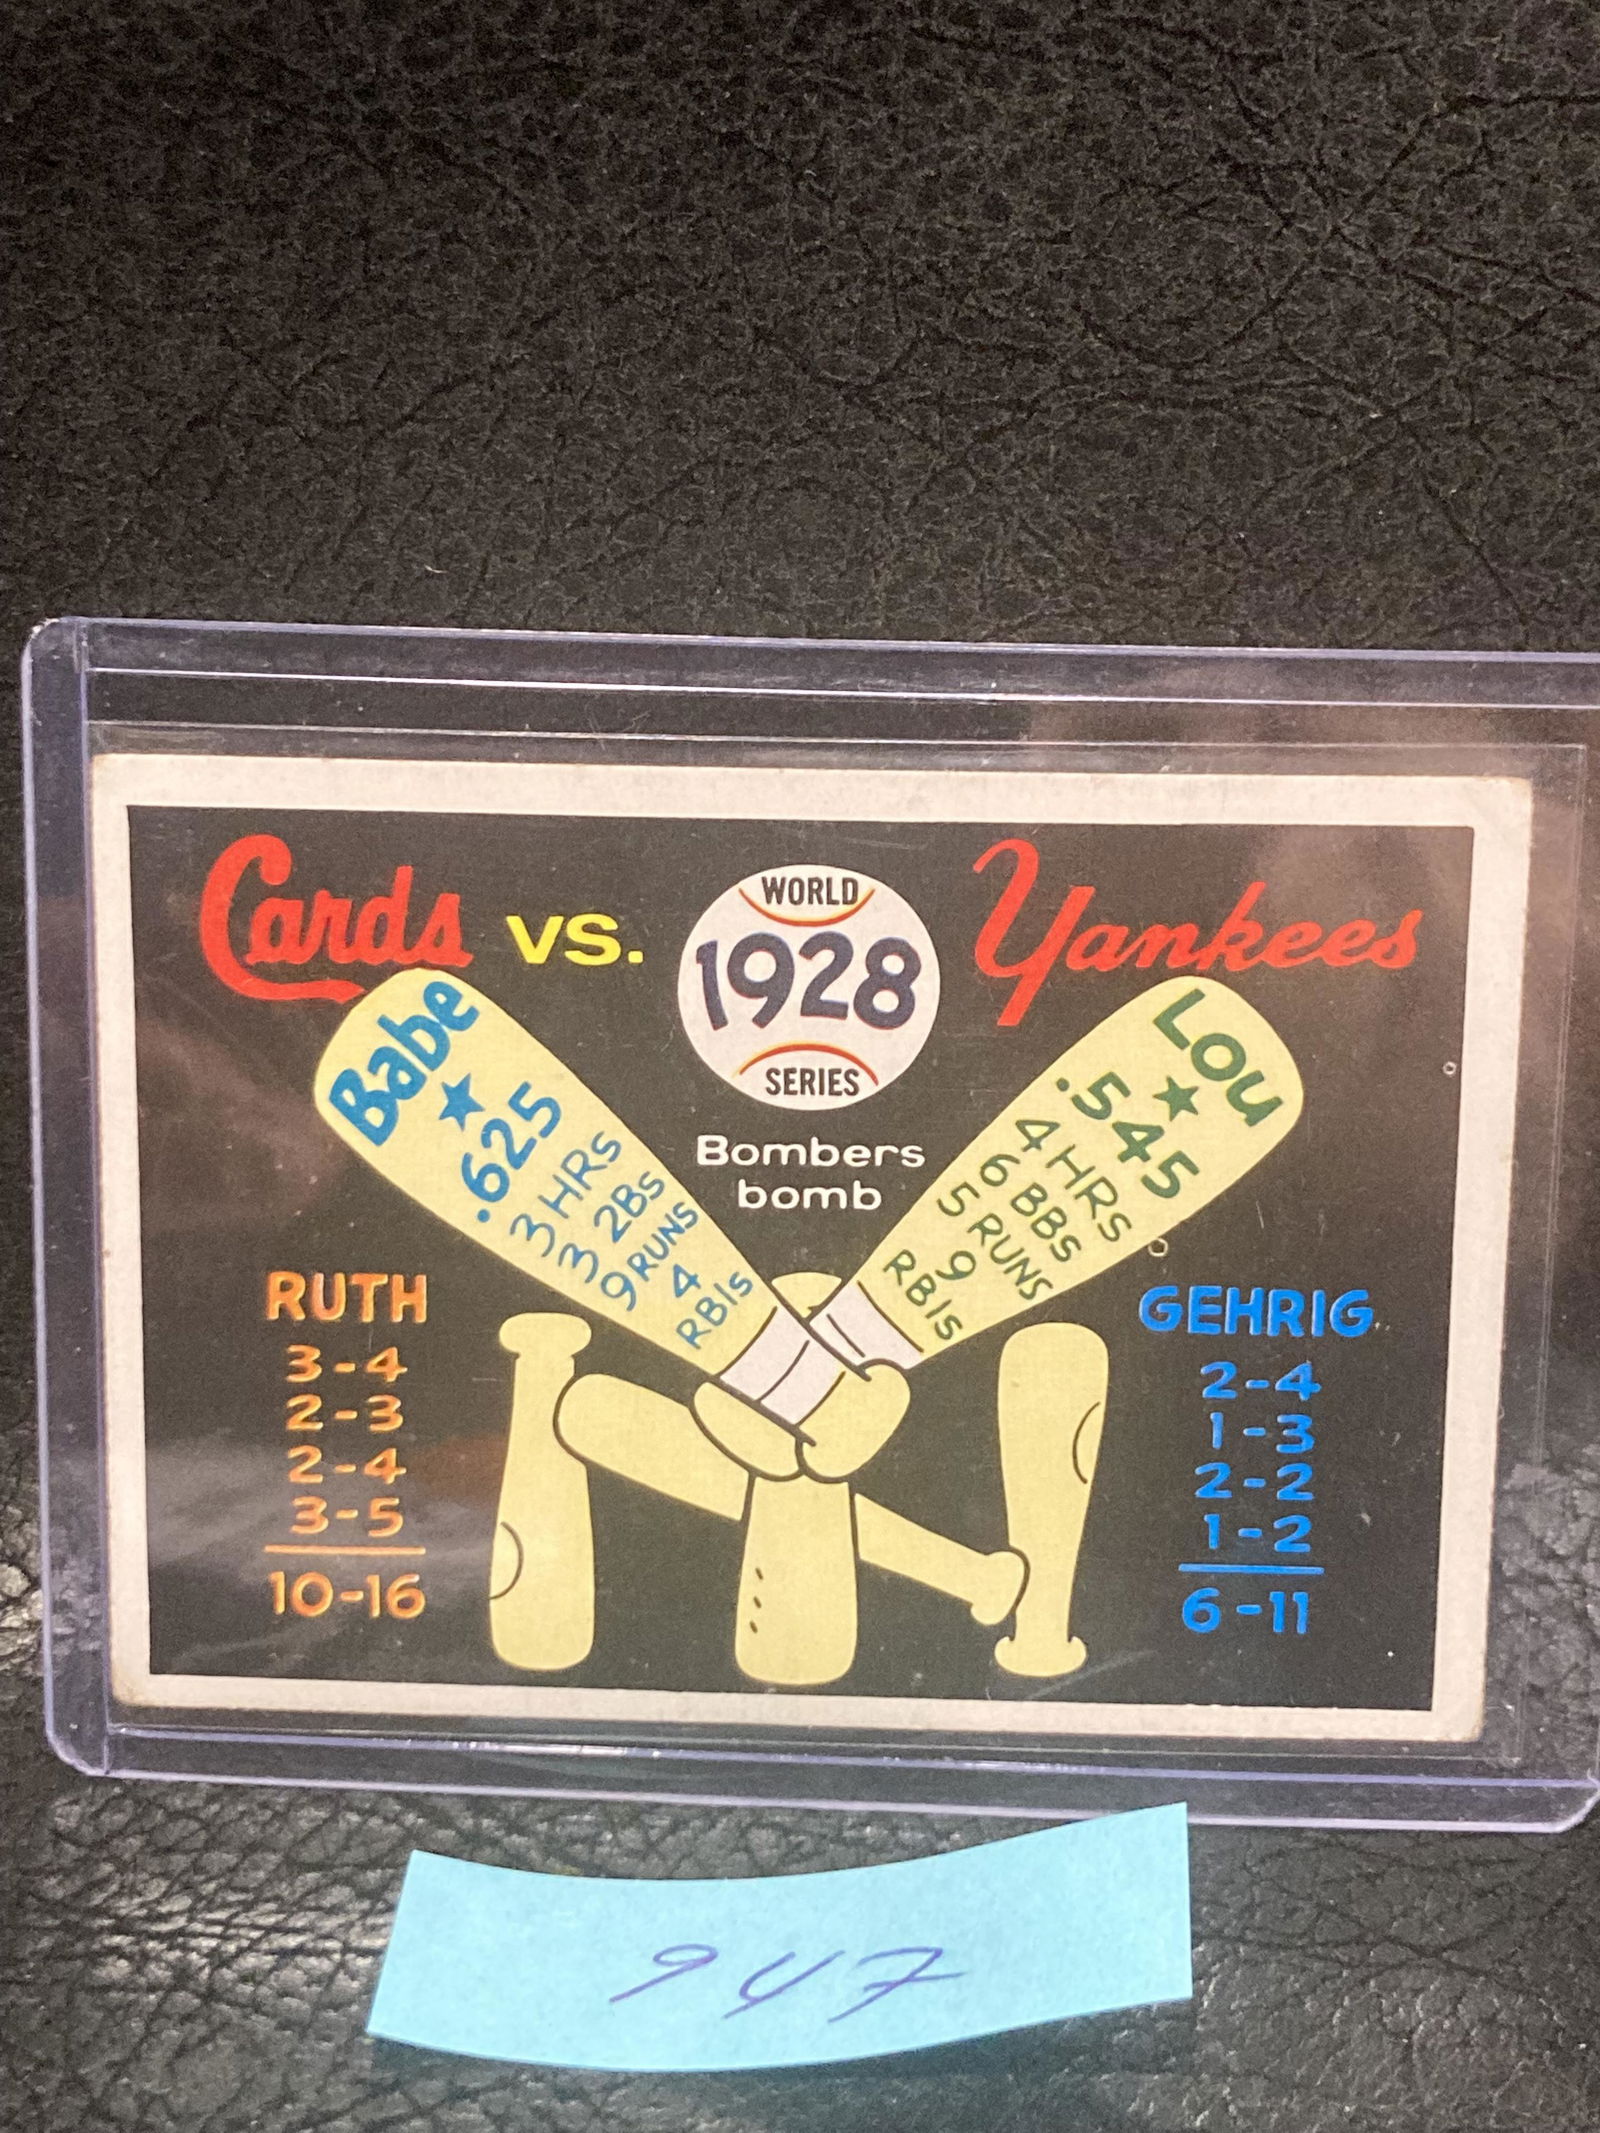 Cards vs. Yankees
WORLD
1928
SERIES
Babe
.625
3 HRs
3 2Bs
9 RUNS
4
RBIs
Bombers
bomb
Lou
.545
4 HRs
6 BBs
5 RUNS
9
RBIs
RUTH
3-4
2-3
2-4
3-5
10-16
GEHRIG
2-4
1-3
2-2
1-2
6-11
947